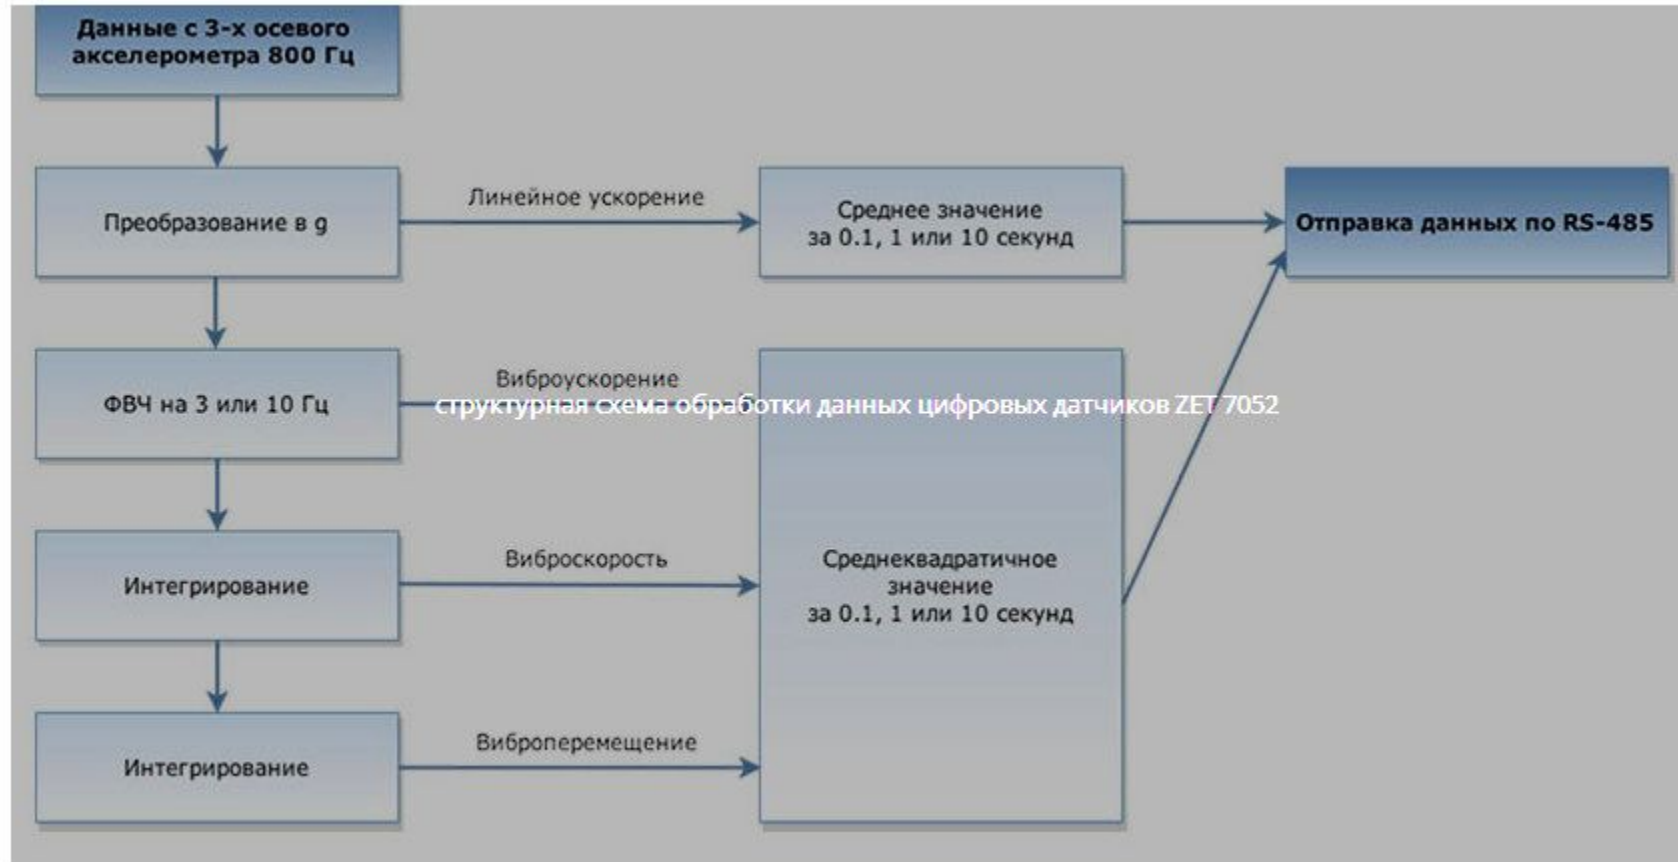 Данные с 3-х осевого
акселерометра 800 Гц
Преобразование в g
Линейное ускорение
Среднее значение
за 0.1, 1 или 10 секунд
Отправка данных по RS-485
ФВЧ на 3 или 10 Гц
Виброускорение
структурная схема обработки данных цифровых датчиков ZET 7052
Интегрирование
Виброскорость
Среднеквадратичное
значение
за 0.1, 1 или 10 секунд
Интегрирование
Виброперемещение